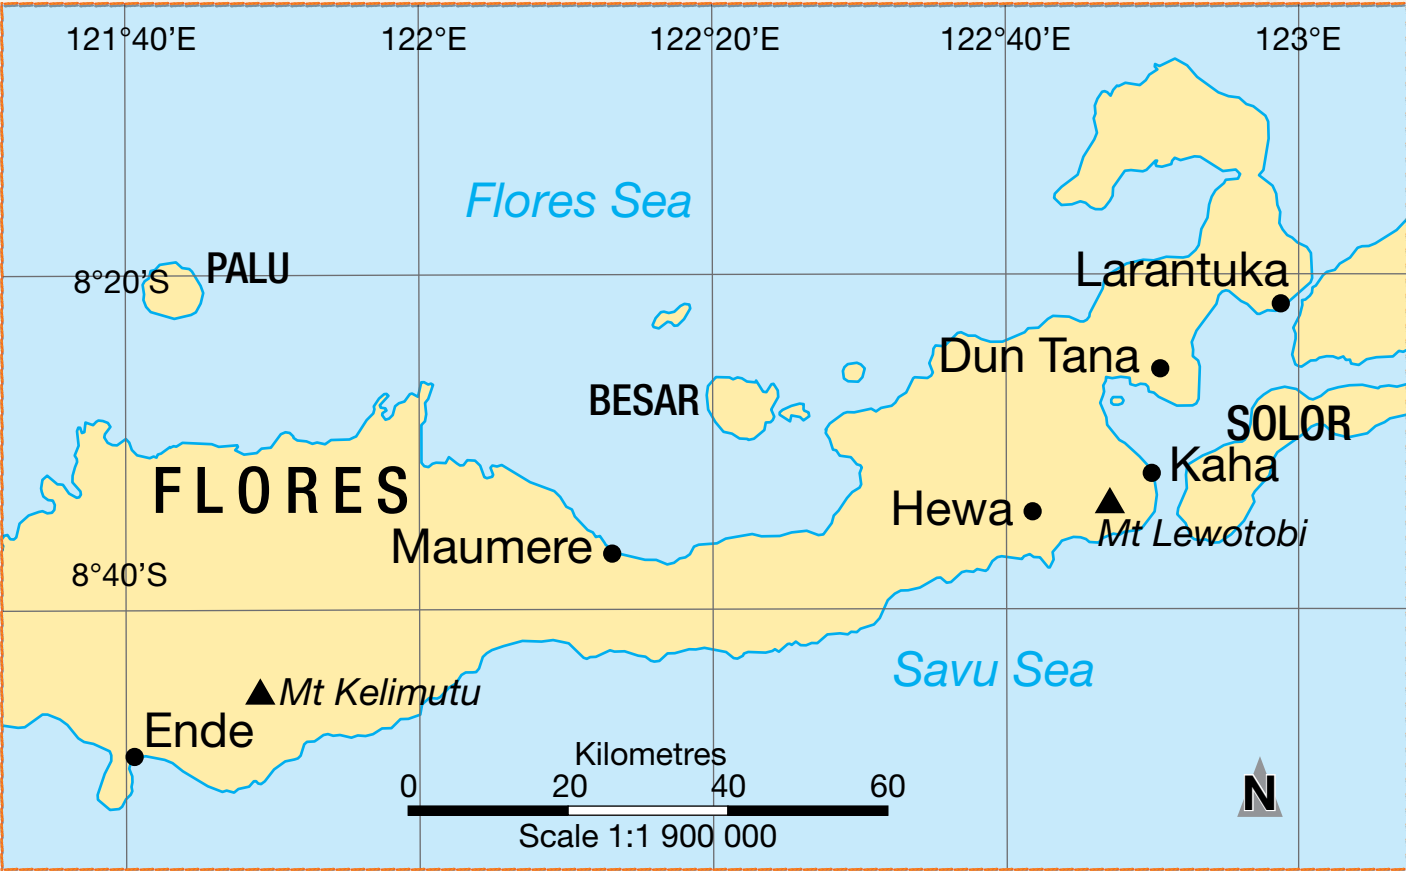 121°40’E
122°E
122°20’E
122°40’E
123°E
Flores Sea
8°20’S
PALU
Larantuka
Dun Tana
BESAR
SOLOR
FLORES
Kaha
Hewa
Mt Lewotobi
Maumere
8°40’S
Savu Sea
Mt Kelimutu
Ende
Kilometres
0 20 40 60
Scale 1:1 900 000
N